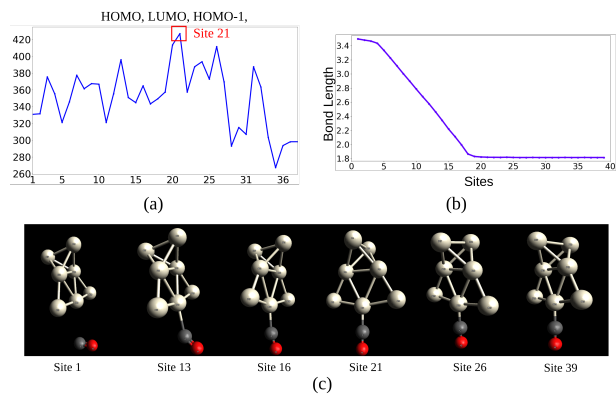 HOMO, LUMO, HOMO-1,
Site 21
420
400
380
360
340
320
300
280
260
1 5 10 15 20 26 32 36
(a)
Bond Length
3.4
3.2
3.0
2.8
2.6
2.4
2.2
2.0
1.8
0 5 10 15 20 25 30 35 40
Sites
(b)
Site 1 Site 13 Site 16 Site 21 Site 26 Site 39
(c)